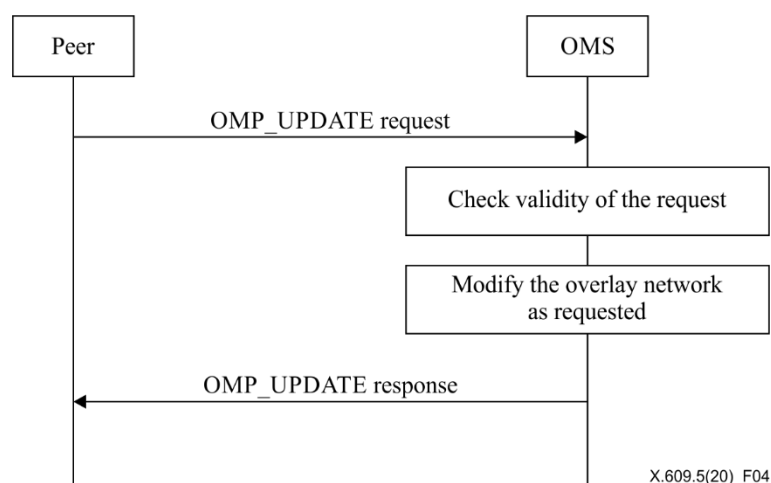 Peer
OMS
OMP_UPDATE request
Check validity of the request
Modify the overlay network
as requested
OMP_UPDATE response
X.609.5(20)_F04